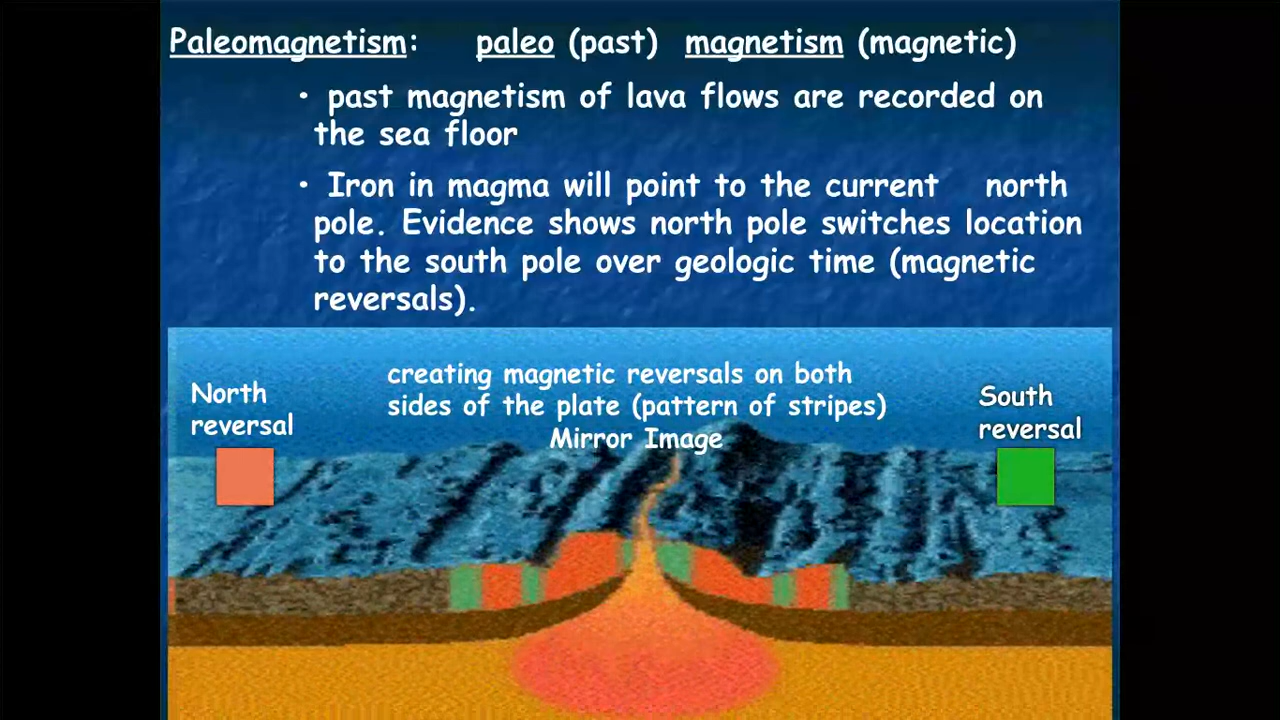 Paleomagnetism: paleo (past) magnetism (magnetic)
• past magnetism of lava flows are recorded on
the sea floor
• Iron in magma will point to the current north
pole. Evidence shows north pole switches location
to the south pole over geologic time (magnetic
reversals).
creating magnetic reversals on both
sides of the plate (pattern of stripes)
Mirror Image
North
reversal
South
reversal